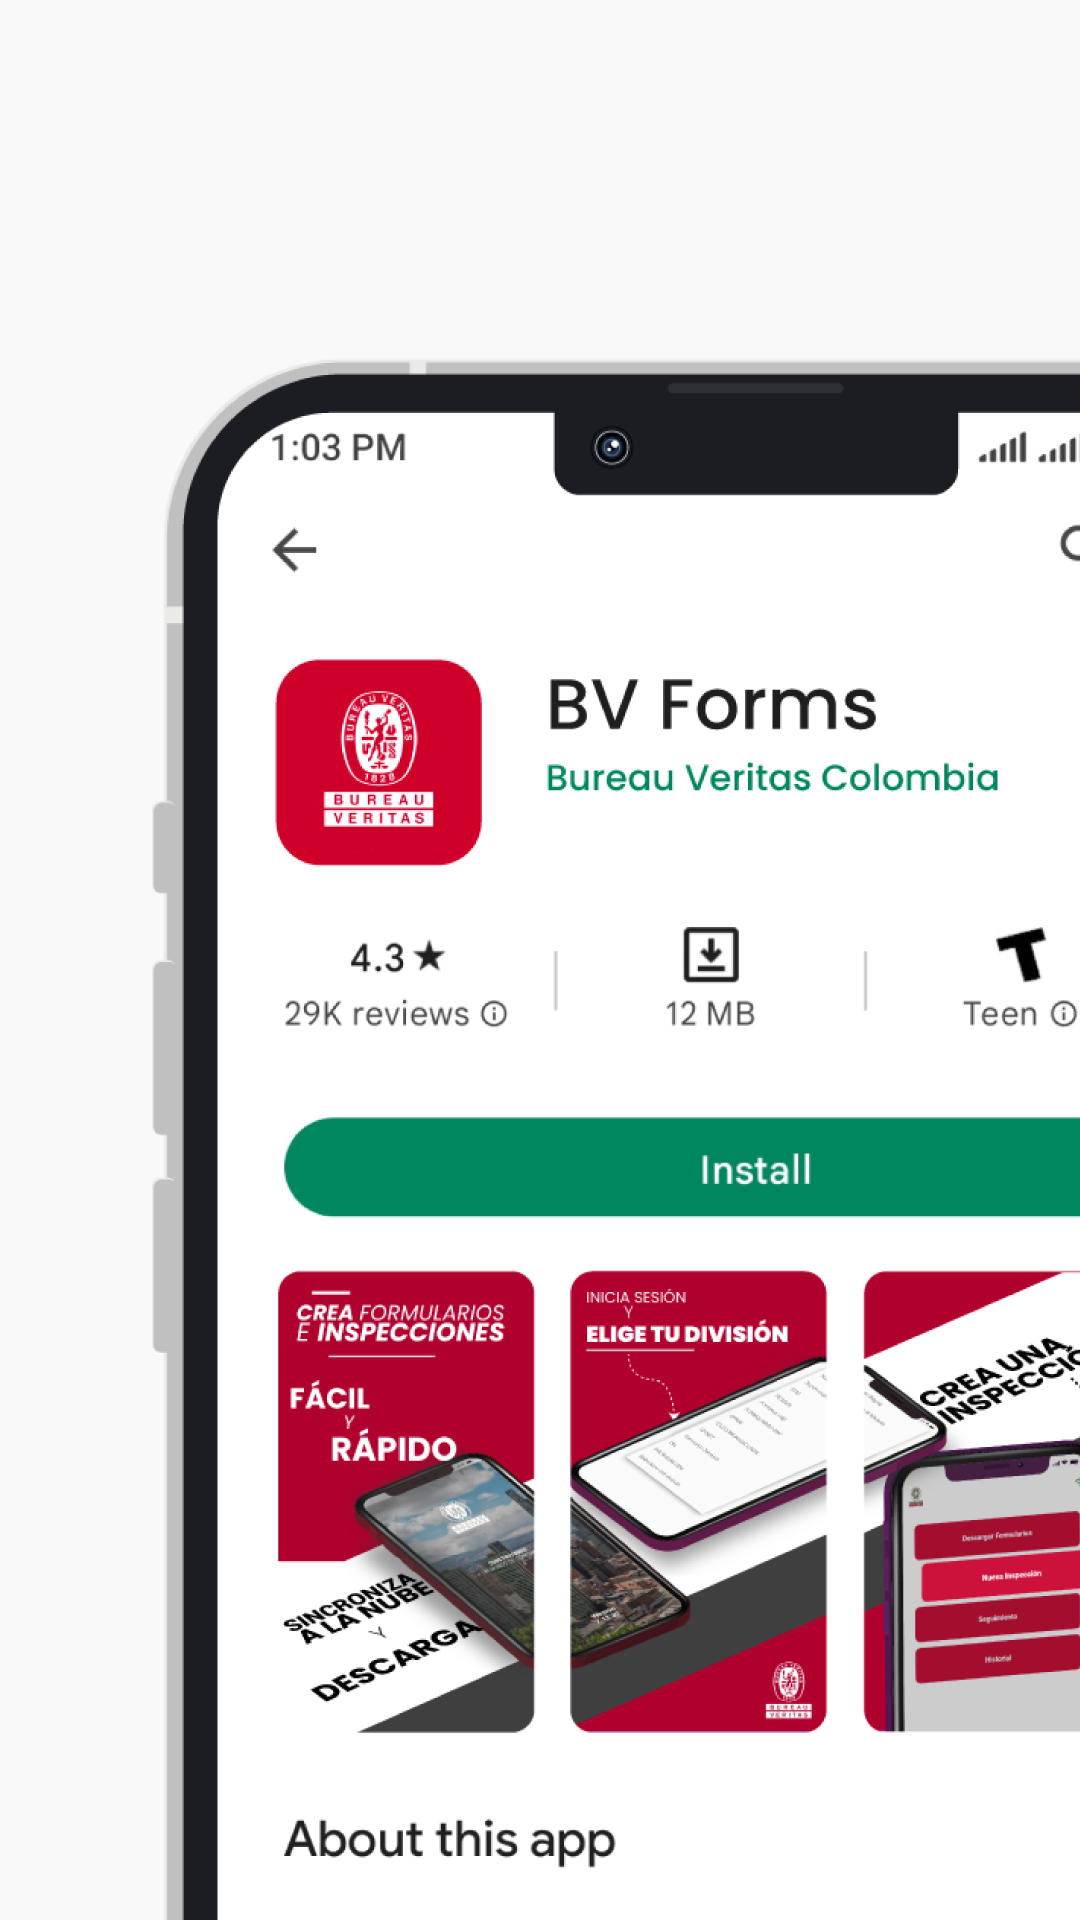 1:03 PM
BV Forms
Bureau Veritas Colombia
BUREAU VERITAS
1828
BUREAU
VERITAS
4.3★
29K reviews
12 MB
T
Teen
Install
CREA FORMULARIOS
E INSPECCIONES
FÁCIL
Y
RÁPIDO
SINCRONIZA
A LA NUBE
Y
DESCARGA
INICIA SESIÓN
Y
ELIGE TU DIVISIÓN
BUREAU
VERITAS
CREA UNA
Descargar Formularios
Nueva Inspección
Seguimiento
Historial
About this app